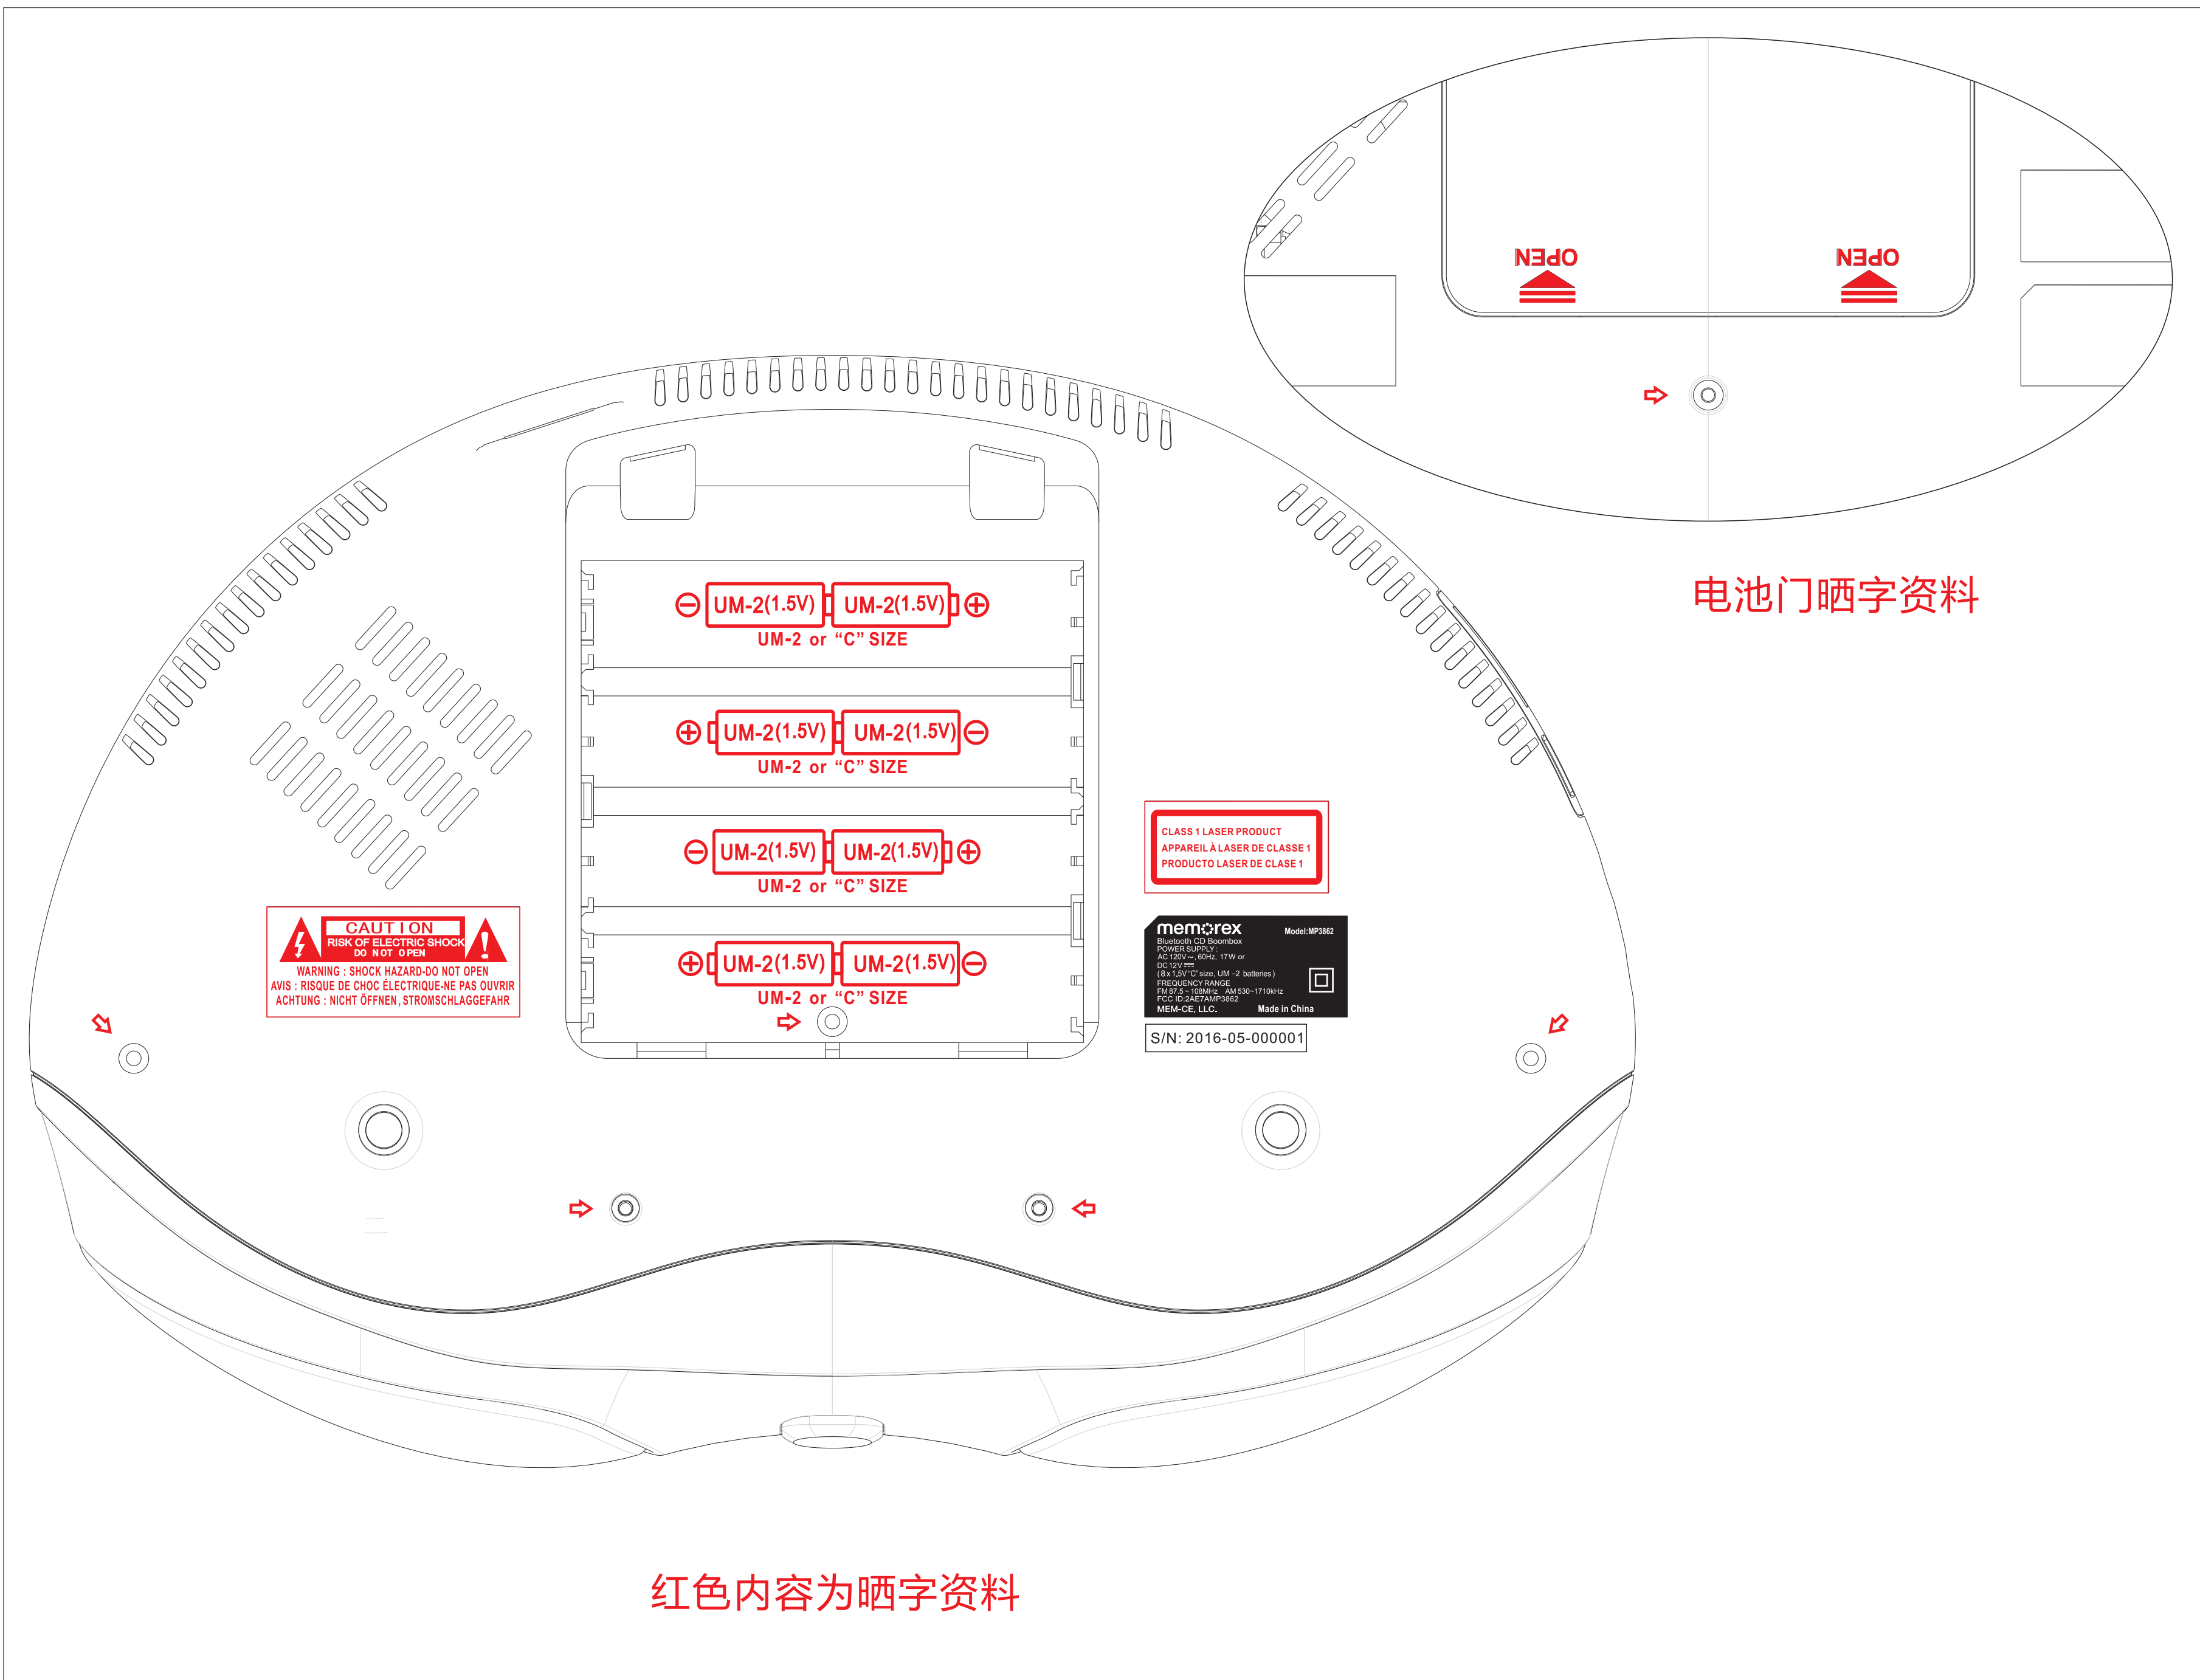 OPEN
OPEN
电池门晒字资料
UM-2(1.5V) UM-2(1.5V)
UM-2 or “C” SIZE
UM-2(1.5V) UM-2(1.5V)
UM-2 or “C” SIZE
UM-2(1.5V) UM-2(1.5V)
UM-2 or “C” SIZE
UM-2(1.5V) UM-2(1.5V)
UM-2 or “C” SIZE
CLASS 1 LASER PRODUCT
APPAREIL À LASER DE CLASSE 1
PRODUCTO LASER DE CLASE 1
CAUTION
RISK OF ELECTRIC SHOCK
DO NOT OPEN
WARNING : SHOCK HAZARD-DO NOT OPEN
AVIS : RISQUE DE CHOC ÉLECTRIQUE-NE PAS OUVRIR
ACHTUNG : NICHT ÖFFNEN, STROMSCHLAGGEFAHR
memorex Model:MP3862
Bluetooth CD Boombox
POWER SUPPLY :
AC 120V ~, 60Hz, 17W or
DC 12V ⎓
( 8 x 1.5V “C” size, UM -2 batteries )
FREQUENCY RANGE
FM 87.5 ~ 108MHz AM 530~1710kHz
FCC ID:2AE7AMP3862
MEM-CE, LLC. Made in China
S/N: 2016-05-000001
红色内容为晒字资料